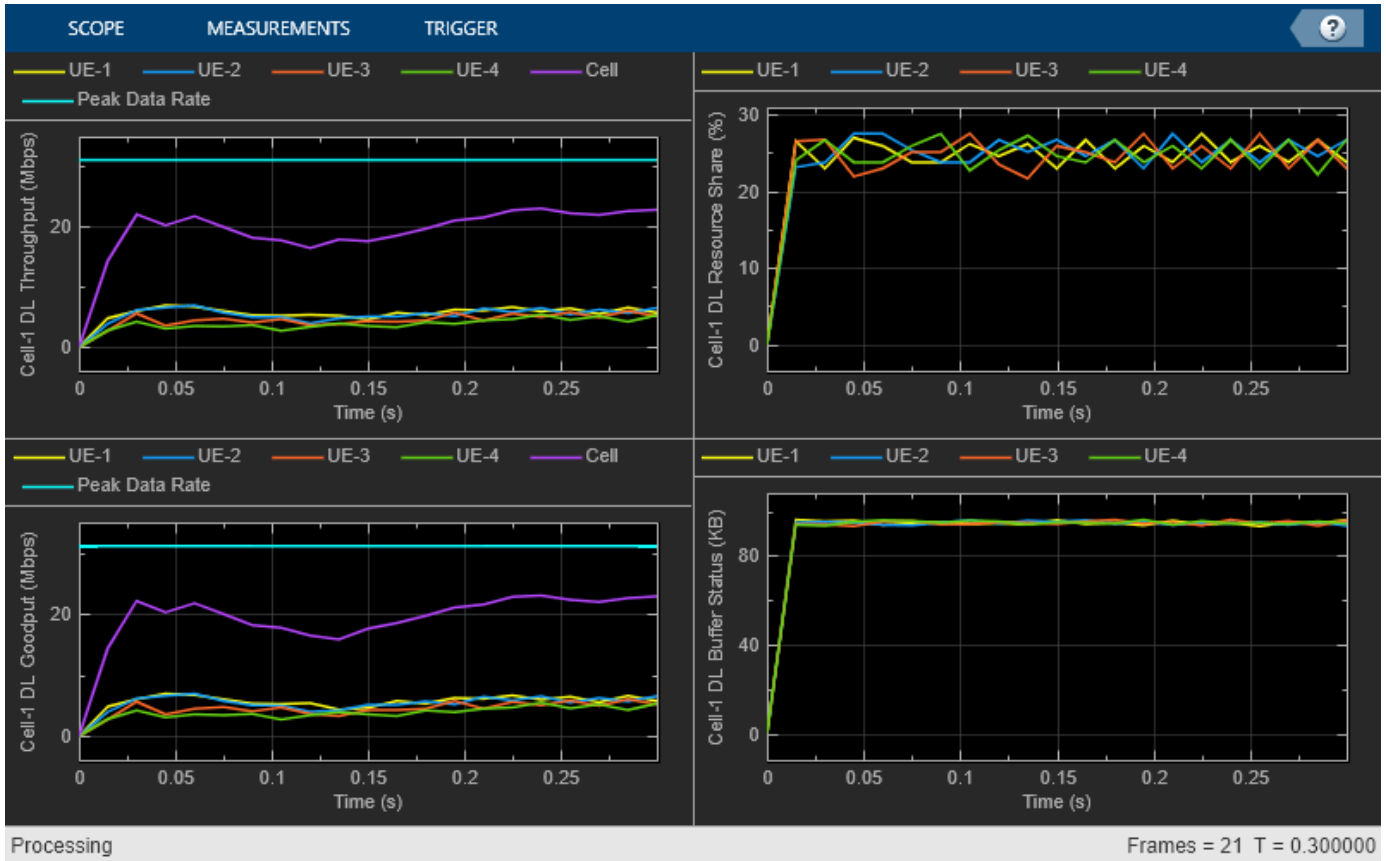 SCOPE MEASUREMENTS TRIGGER ?
UE-1 UE-2 UE-3 UE-4 Cell
Peak Data Rate
Cell-1 DL Throughput (Mbps)
20
0
0 0.05 0.1 0.15 0.2 0.25
Time (s)
UE-1 UE-2 UE-3 UE-4
Cell-1 DL Resource Share (%)
30
20
10
0
0 0.05 0.1 0.15 0.2 0.25
Time (s)
UE-1 UE-2 UE-3 UE-4 Cell
Peak Data Rate
Cell-1 DL Goodput (Mbps)
20
0
0 0.05 0.1 0.15 0.2 0.25
Time (s)
UE-1 UE-2 UE-3 UE-4
Cell-1 DL Buffer Status (KB)
80
40
0
0 0.05 0.1 0.15 0.2 0.25
Time (s)
Processing Frames = 21 T = 0.300000